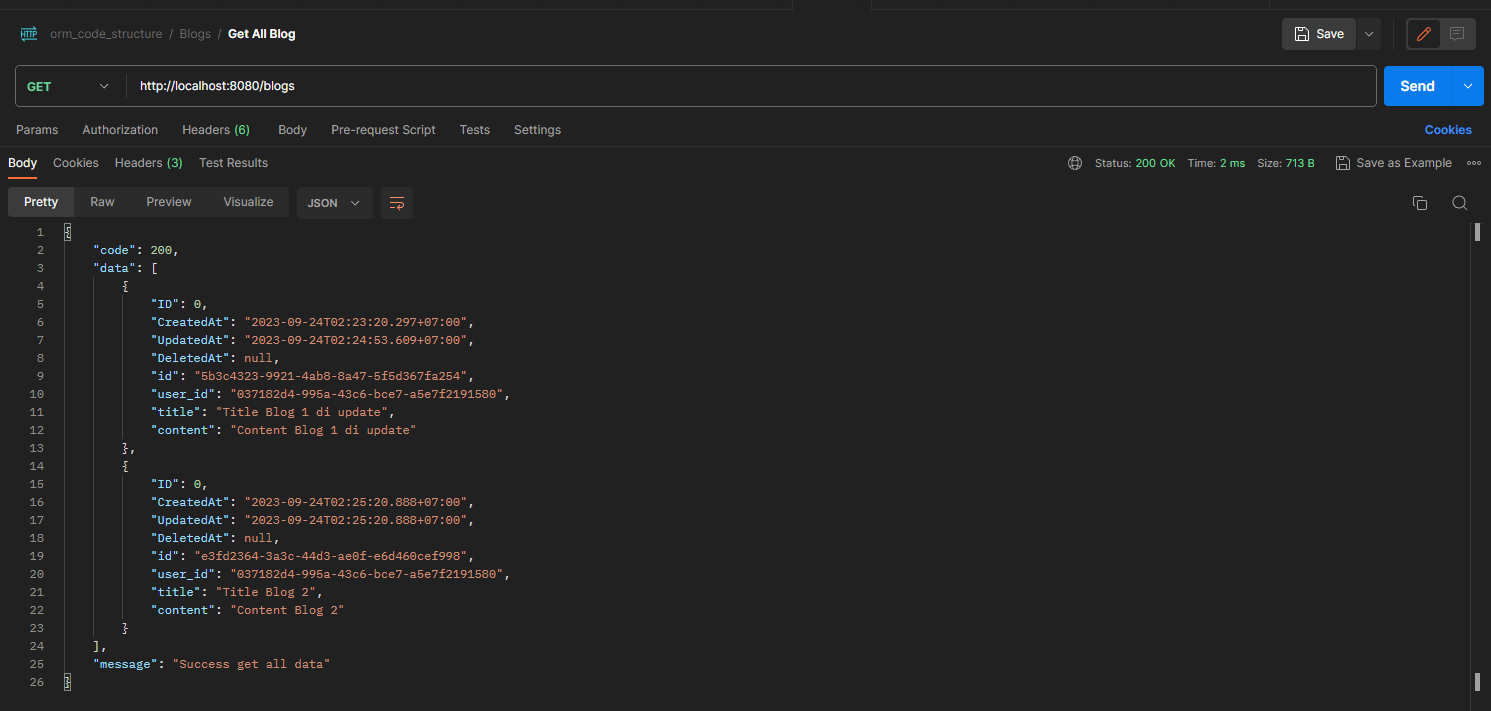 HTTP orm_code_structure / Blogs / Get All Blog Save
GET http://localhost:8080/blogs Send
Params Authorization Headers (6) Body Pre-request Script Tests Settings Cookies
Body Cookies Headers (3) Test Results Status: 200 OK Time: 2 ms Size: 713 B Save as Example
Pretty Raw Preview Visualize JSON
1 {
2 "code": 200,
3 "data": [
4 {
5 "ID": 0,
6 "CreatedAt": "2023-09-24T02:23:20.297+07:00",
7 "UpdatedAt": "2023-09-24T02:24:53.609+07:00",
8 "DeletedAt": null,
9 "id": "5b3c4323-9921-4ab8-8a47-5f5d367fa254",
10 "user_id": "037182d4-995a-43c6-bce7-a5e7f2191580",
11 "title": "Title Blog 1 di update",
12 "content": "Content Blog 1 di update"
13 },
14 {
15 "ID": 0,
16 "CreatedAt": "2023-09-24T02:25:20.888+07:00",
17 "UpdatedAt": "2023-09-24T02:25:20.888+07:00",
18 "DeletedAt": null,
19 "id": "e3fd2364-3a3c-44d3-ae0f-e6d460cef998",
20 "user_id": "037182d4-995a-43c6-bce7-a5e7f2191580",
21 "title": "Title Blog 2",
22 "content": "Content Blog 2"
23 }
24 ],
25 "message": "Success get all data"
26 }